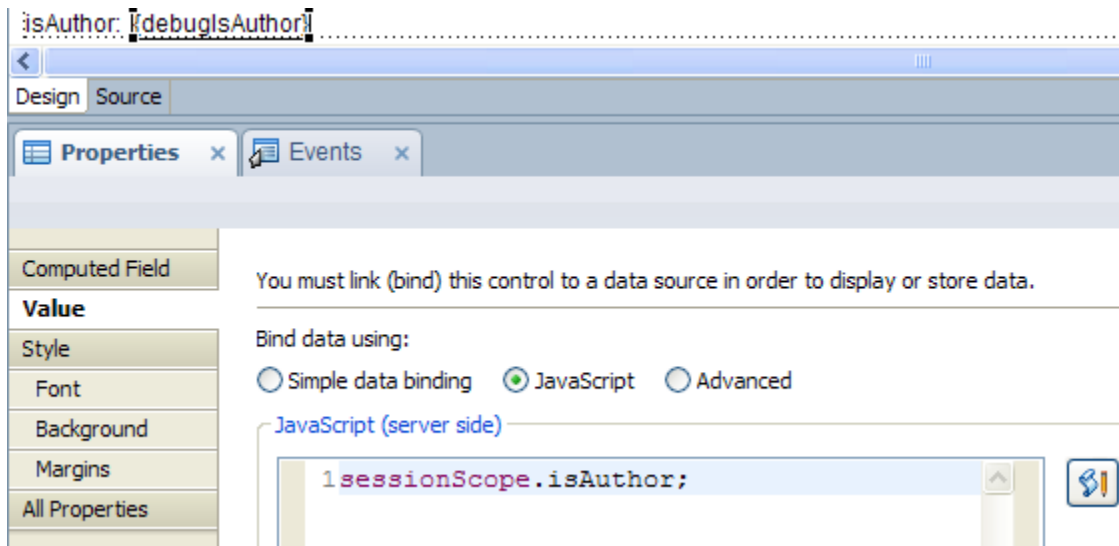 isAuthor: {debugIsAuthor}
Design Source
Properties Events
Computed Field
You must link (bind) this control to a data source in order to display or store data.
Value
Bind data using:
Style
Simple data binding JavaScript Advanced
Font
JavaScript (server side)
Background
Margins
1 sessionScope.isAuthor;
All Properties